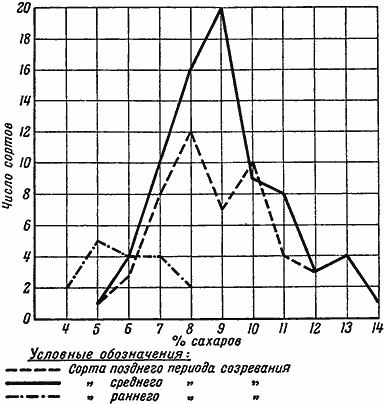 Число сортов
20
18
16
14
12
10
8
6
4
2
0
4 5 6 7 8 9 10 11 12 13 14
% сахаров
Условные обозначения:
Сорта позднего периода созревания
„ среднего „ „
„ раннего „ „